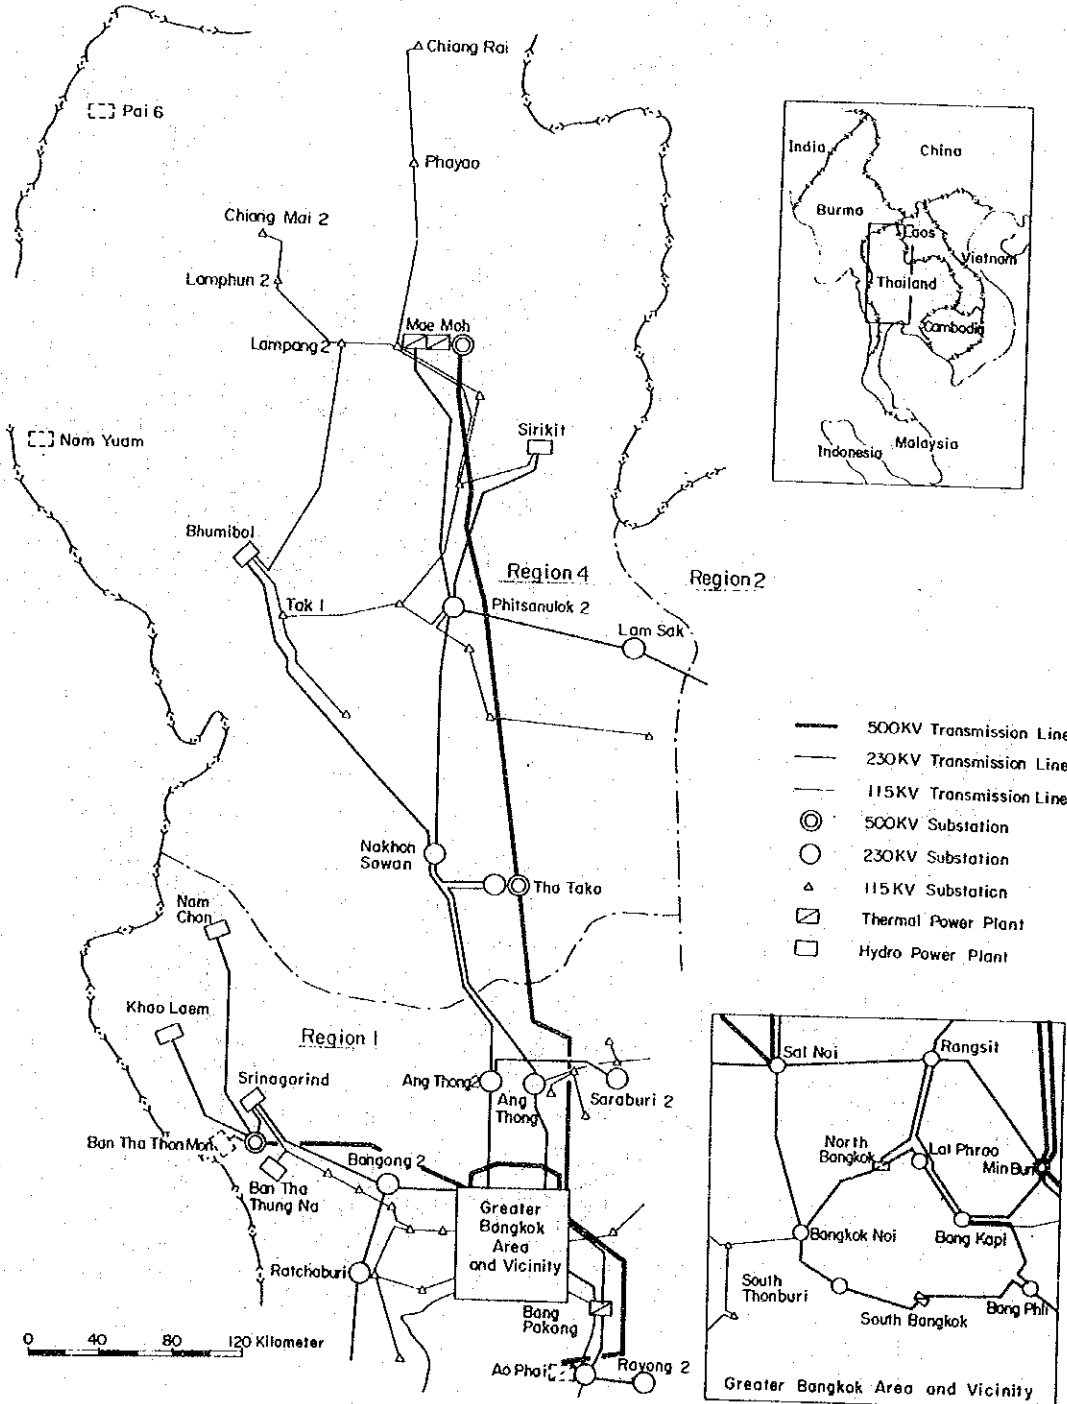 Chiang Rai
Pai 6
Phayao
Chiang Mai 2
Lamphun 2
Mae Moh
Lampang 2
Nam Yuam
Sirikit
Bhumibol
Region 4
Region 2
Tak 1
Phitsanulok 2
Lam Sak
Nakhon
Sawan
Tha Tako
Nam
Chon
Khao Laem
Region 1
Srinagarind
Ang Thong 2
Ang
Thong
Saraburi 2
Ban Tha Thon Mon
Bangong 2
Ban Tha
Thung Na
Greater
Bangkok
Area
and Vicinity
Ratchaburi
Bang
Pakong
Ao Phai
Rayong 2
0 40 80 120 Kilometer
India
China
Burma
Laos
Vietnam
Thailand
Cambodia
Malaysia
Indonesia
500KV Transmission Line
230KV Transmission Line
115KV Transmission Line
500KV Substation
230KV Substation
115KV Substation
Thermal Power Plant
Hydro Power Plant
Sai Noi
Rangsit
North
Bangkok
Lat Phrao
Min Buri
Bangkok Noi
Bang Kapi
South
Thonburi
South Bangkok
Bang Phli
Greater Bangkok Area and Vicinity